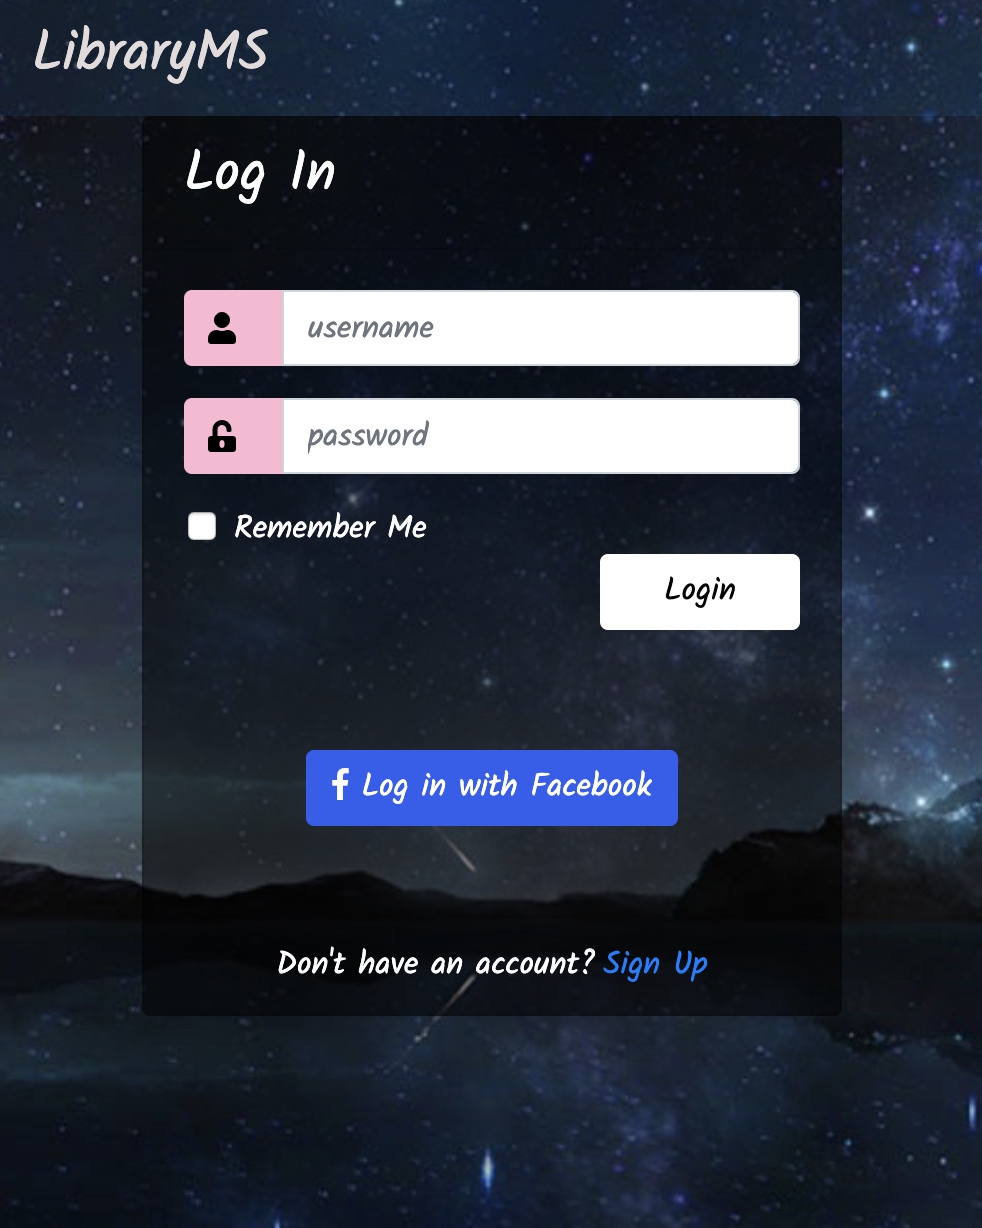 LibraryMS
Log In
username
password
Remember Me
Login
Log in with Facebook
Don't have an account? Sign Up